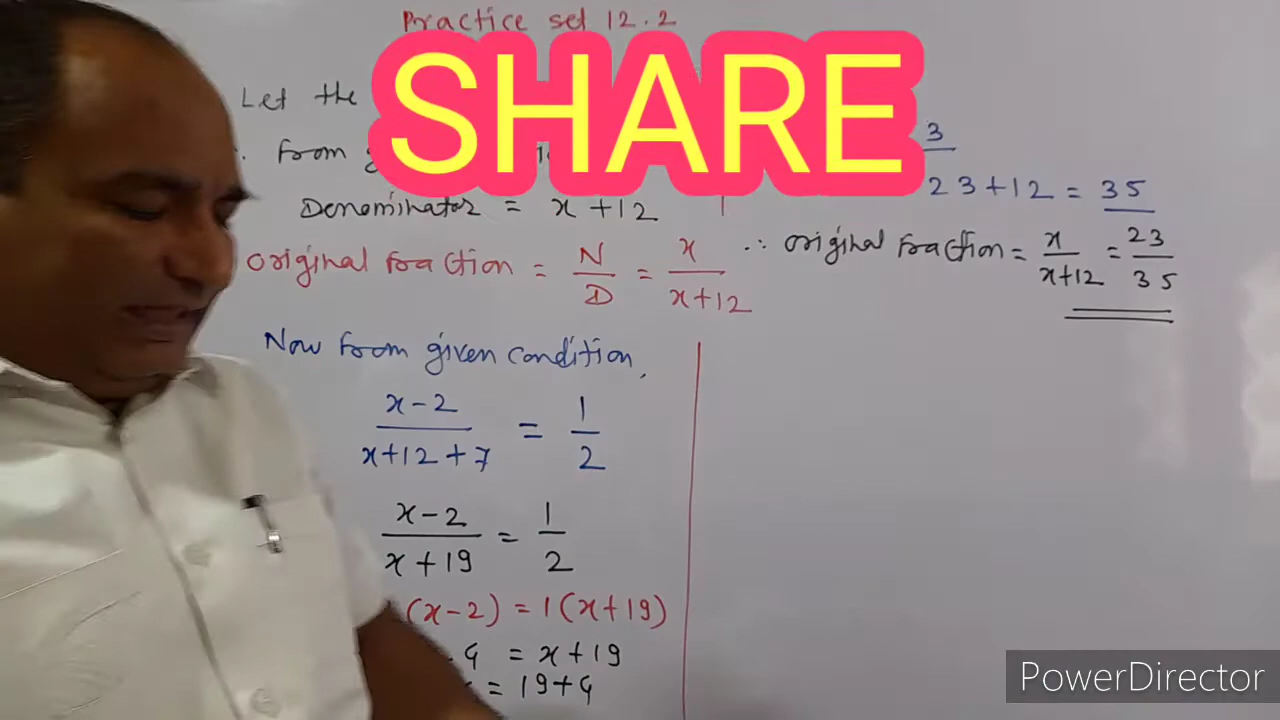 Practice set 12.2
SHARE
Let the
from
Denominator = x+12
Original fraction = N/D = x/x+12
Now from given condition,
x-2/x+12+7 = 1/2
x-2/x+19 = 1/2
(x-2) = 1(x+19)
4 = x+19
= 19+4
3
23+12 = 35
∴ Original fraction = x/x+12 = 23/35
PowerDirector